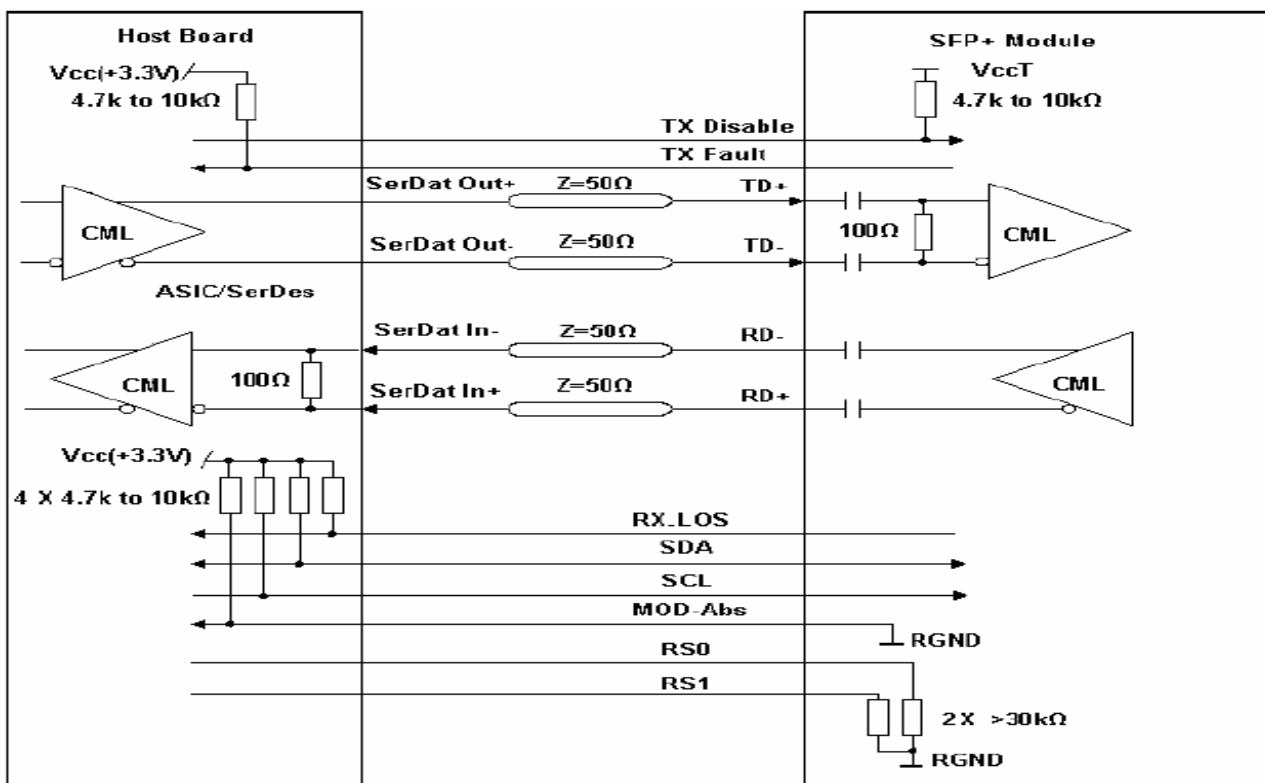 Host Board
SFP+ Module
Vcc(+3.3V)
4.7k to 10kΩ
VccT
4.7k to 10kΩ
TX Disable
TX Fault
SerDat Out+
Z=50Ω
TD+
CML
100Ω
CML
SerDat Out-
Z=50Ω
TD-
ASIC/SerDes
SerDat In-
Z=50Ω
RD-
CML
100Ω
SerDat In+
Z=50Ω
RD+
CML
Vcc(+3.3V)
4 X 4.7k to 10kΩ
RX_LOS
SDA
SCL
MOD-Abs
RGND
RS0
RS1
2X >30kΩ
RGND